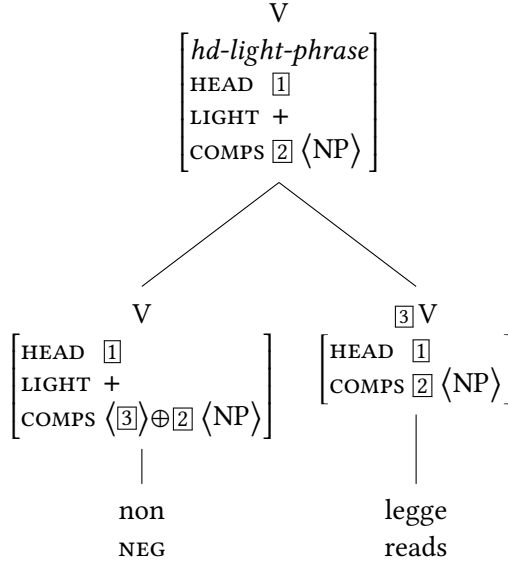 V
hd-light-phrase
HEAD 1
LIGHT +
COMPS 2 ⟨NP⟩
V
HEAD 1
LIGHT +
COMPS ⟨3⟩⊕2 ⟨NP⟩
3 V
HEAD 1
COMPS 2 ⟨NP⟩
non
NEG
legge
reads